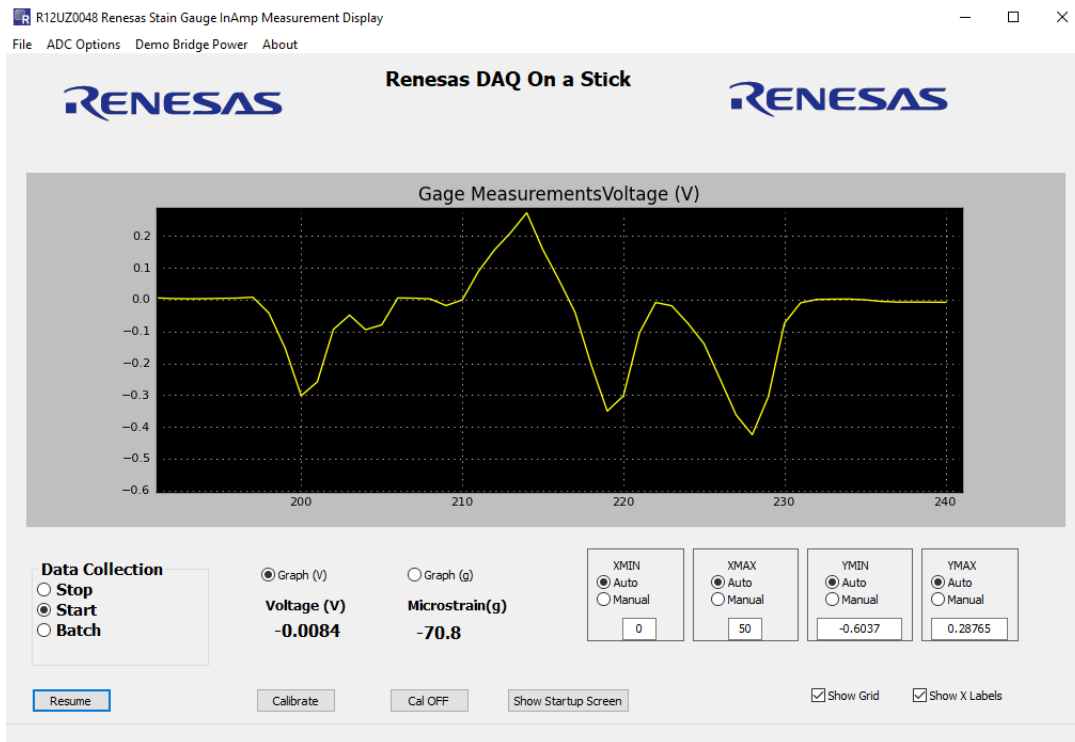 R12UZ0048 Renesas Stain Gauge InAmp Measurement Display
File ADC Options Demo Bridge Power About
RENESAS
Renesas DAQ On a Stick
RENESAS
Gage MeasurementsVoltage (V)
0.2
0.1
0.0
−0.1
−0.2
−0.3
−0.4
−0.5
−0.6
200 210 220 230 240
Data Collection
Stop
Start
Batch
Graph (V)
Voltage (V)
-0.0084
Graph (g)
Microstrain(g)
-70.8
XMIN
Auto
Manual
0
XMAX
Auto
Manual
50
YMIN
Auto
Manual
-0.6037
YMAX
Auto
Manual
0.28765
Resume
Calibrate
Cal OFF
Show Startup Screen
Show Grid
Show X Labels